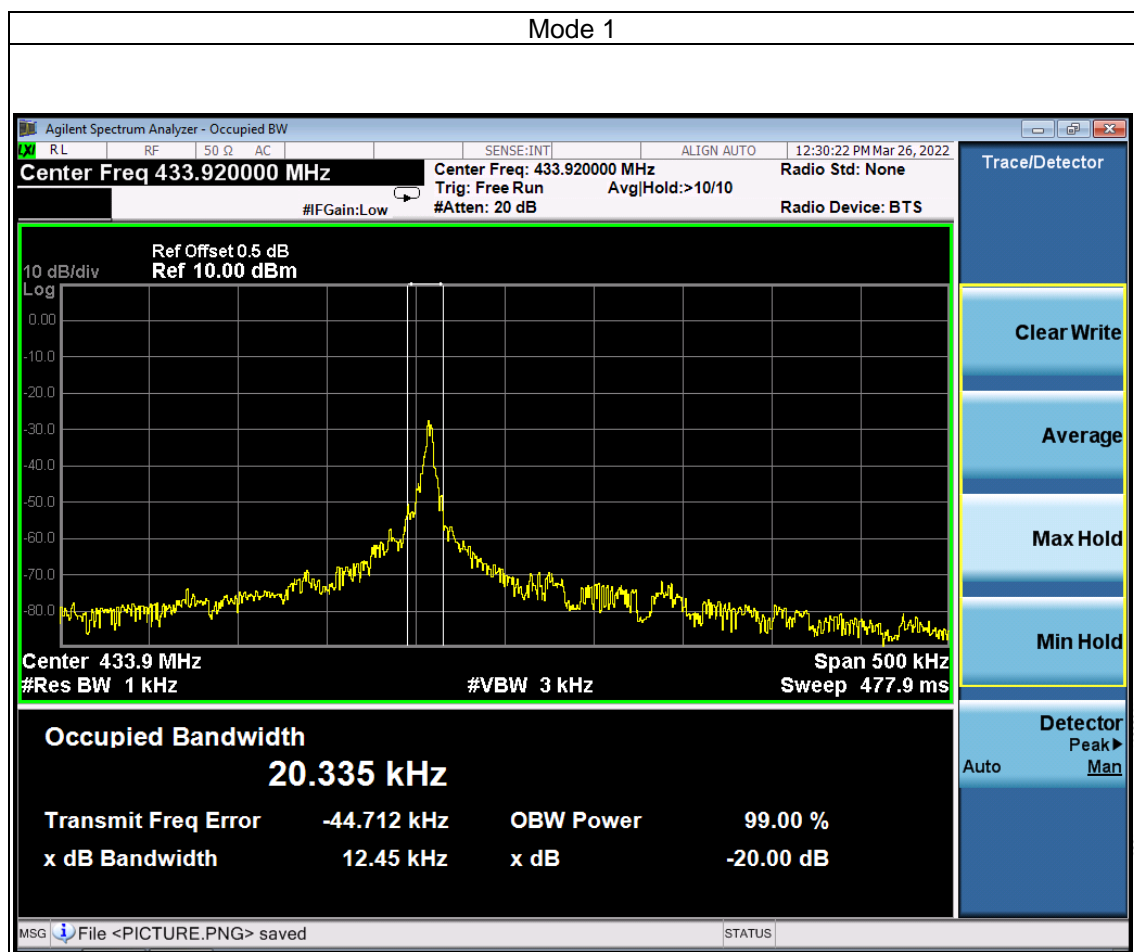 Mode 1
Agilent Spectrum Analyzer - Occupied BW
LXI RL RF 50 Ω AC SENSE:INT ALIGN AUTO 12:30:22 PM Mar 26, 2022
Center Freq 433.920000 MHz
Center Freq: 433.920000 MHz
Radio Std: None
Trig: Free Run Avg|Hold:>10/10
#IFGain:Low #Atten: 20 dB Radio Device: BTS
Trace/Detector
Ref Offset 0.5 dB
10 dB/div Ref 10.00 dBm
Log
0.00
-10.0
-20.0
-30.0
-40.0
-50.0
-60.0
-70.0
-80.0
Center 433.9 MHz Span 500 kHz
#Res BW 1 kHz #VBW 3 kHz Sweep 477.9 ms
Clear Write
Average
Max Hold
Min Hold
Detector
Peak▶
Auto Man
Occupied Bandwidth
20.335 kHz
Transmit Freq Error -44.712 kHz OBW Power 99.00 %
x dB Bandwidth 12.45 kHz x dB -20.00 dB
MSG File <PICTURE.PNG> saved STATUS